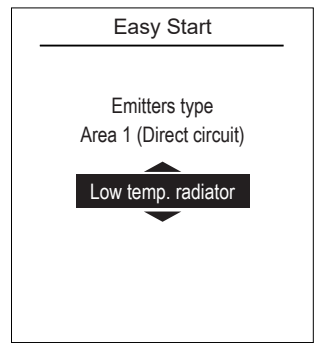 Easy Start
Emitters type
Area 1 (Direct circuit)
Low temp. radiator